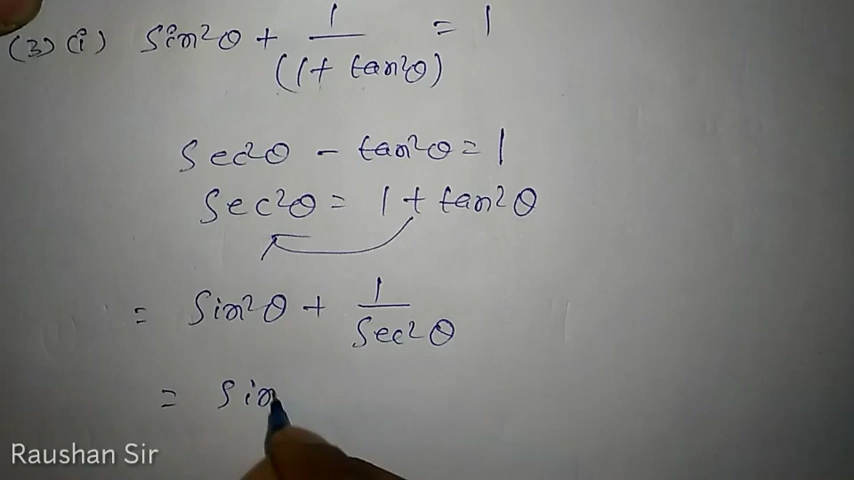 (3) (i) Sin²θ + 1/(1 + tan²θ) = 1
Sec²θ - tan²θ = 1
Sec²θ = 1 + tan²θ
= Sin²θ + 1/Sec²θ
= Sin
Raushan Sir